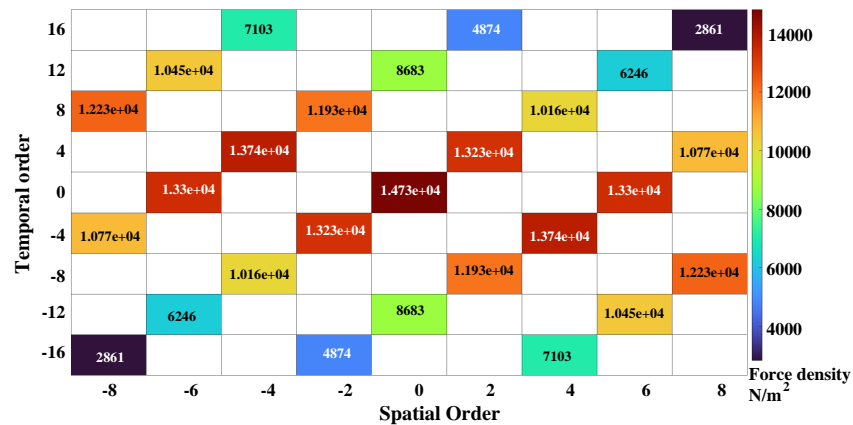 16 7103 4874 2861
12 1.045e+04 8683 6246
8 1.223e+04 1.193e+04 1.016e+04
4 1.374e+04 1.323e+04 1.077e+04
0 1.33e+04 1.473e+04 1.33e+04
-4 1.077e+04 1.323e+04 1.374e+04
-8 1.016e+04 1.193e+04 1.223e+04
-12 6246 8683 1.045e+04
-16 2861 4874 7103
-8 -6 -4 -2 0 2 4 6 8
Spatial Order
Temporal order
14000
12000
10000
8000
6000
4000
Force density
N/m²